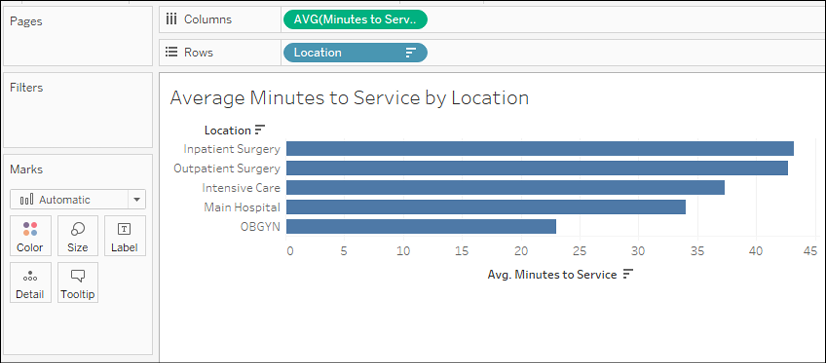 Pages
Columns
AVG(Minutes to Serv..
Rows
Location
Filters
Marks
Automatic
Color
Size
Label
Detail
Tooltip
Average Minutes to Service by Location
Location
Inpatient Surgery
Outpatient Surgery
Intensive Care
Main Hospital
OBGYN
0 5 10 15 20 25 30 35 40 45
Avg. Minutes to Service